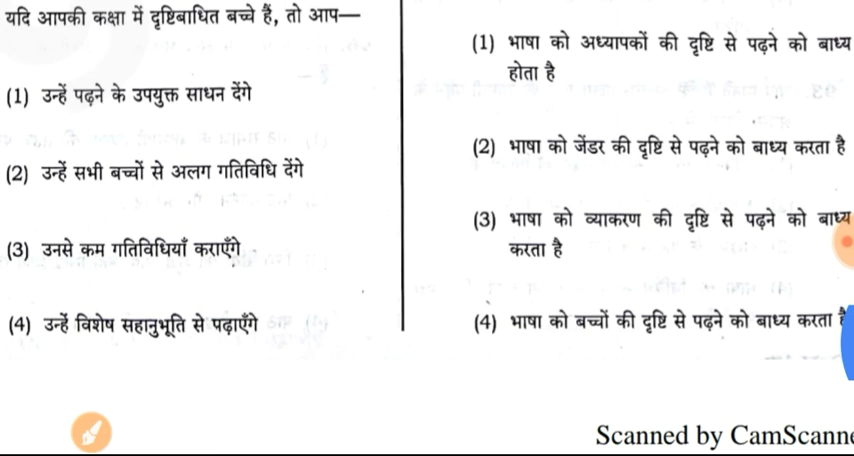 यदि आपकी कक्षा में दृष्टिबाधित बच्चे हैं, तो आप—
(1) उन्हें पढ़ने के उपयुक्त साधन देंगे
(2) उन्हें सभी बच्चों से अलग गतिविधि देंगे
(3) उनसे कम गतिविधियाँ कराएँगे
(4) उन्हें विशेष सहानुभूति से पढ़ाएँगे
(1) भाषा को अध्यापकों की दृष्टि से पढ़ने को बाध्य
होता है
(2) भाषा को जेंडर की दृष्टि से पढ़ने को बाध्य करता है
(3) भाषा को व्याकरण की दृष्टि से पढ़ने को बाध्य
करता है
(4) भाषा को बच्चों की दृष्टि से पढ़ने को बाध्य करता है
Scanned by CamScanne